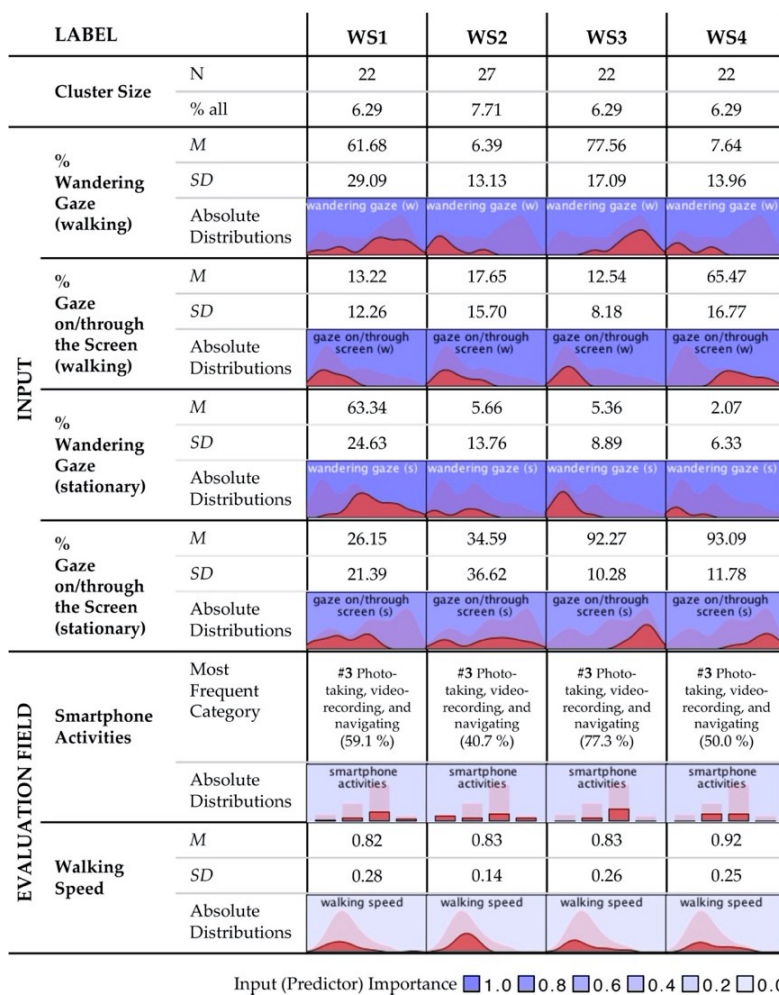 LABEL WS1 WS2 WS3 WS4
Cluster Size
N 22 27 22 22
% all 6.29 7.71 6.29 6.29
INPUT
% Wandering Gaze (walking)
M 61.68 6.39 77.56 7.64
SD 29.09 13.13 17.09 13.96
Absolute Distributions
wandering gaze (w) wandering gaze (w) wandering gaze (w) wandering gaze (w)
% Gaze on/through the Screen (walking)
M 13.22 17.65 12.54 65.47
SD 12.26 15.70 8.18 16.77
Absolute Distributions
gaze on/through screen (w) gaze on/through screen (w) gaze on/through screen (w) gaze on/through screen (w)
% Wandering Gaze (stationary)
M 63.34 5.66 5.36 2.07
SD 24.63 13.76 8.89 6.33
Absolute Distributions
wandering gaze (s) wandering gaze (s) wandering gaze (s) wandering gaze (s)
% Gaze on/through the Screen (stationary)
M 26.15 34.59 92.27 93.09
SD 21.39 36.62 10.28 11.78
Absolute Distributions
gaze on/through screen (s) gaze on/through screen (s) gaze on/through screen (s) gaze on/through screen (s)
EVALUATION FIELD
Smartphone Activities
Most Frequent Category
#3 Photo-taking, video-recording, and navigating (59.1 %)
#3 Photo-taking, video-recording, and navigating (40.7 %)
#3 Photo-taking, video-recording, and navigating (77.3 %)
#3 Photo-taking, video-recording, and navigating (50.0 %)
Absolute Distributions
smartphone activities smartphone activities smartphone activities smartphone activities
Walking Speed
M 0.82 0.83 0.83 0.92
SD 0.28 0.14 0.26 0.25
Absolute Distributions
walking speed walking speed walking speed walking speed
Input (Predictor) Importance 1.0 0.8 0.6 0.4 0.2 0.0